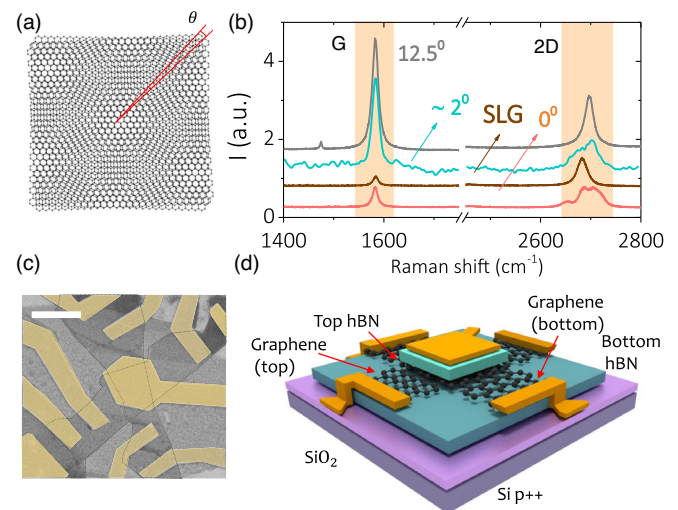 (a)
θ
(b)
G
2D
12.5⁰
~ 2⁰
SLG
0⁰
4
2
0
I (a.u.)
1400
1600
2600
2800
Raman shift (cm⁻¹)
(c)
(d)
Graphene
(top)
Top hBN
Graphene
(bottom)
Bottom
hBN
SiO₂
Si p++